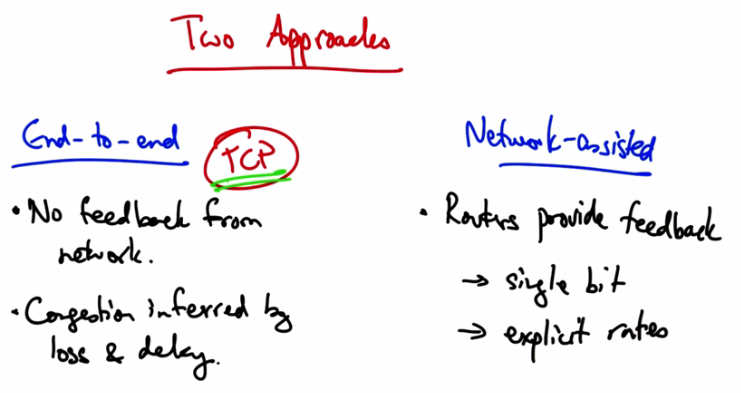 Two Approaches
End-to-end
TCP
• No feedback from
network.
• Congestion inferred by
loss & delay.
Network-assisted
• Routers provide feedback
→ single bit
→ explicit rates